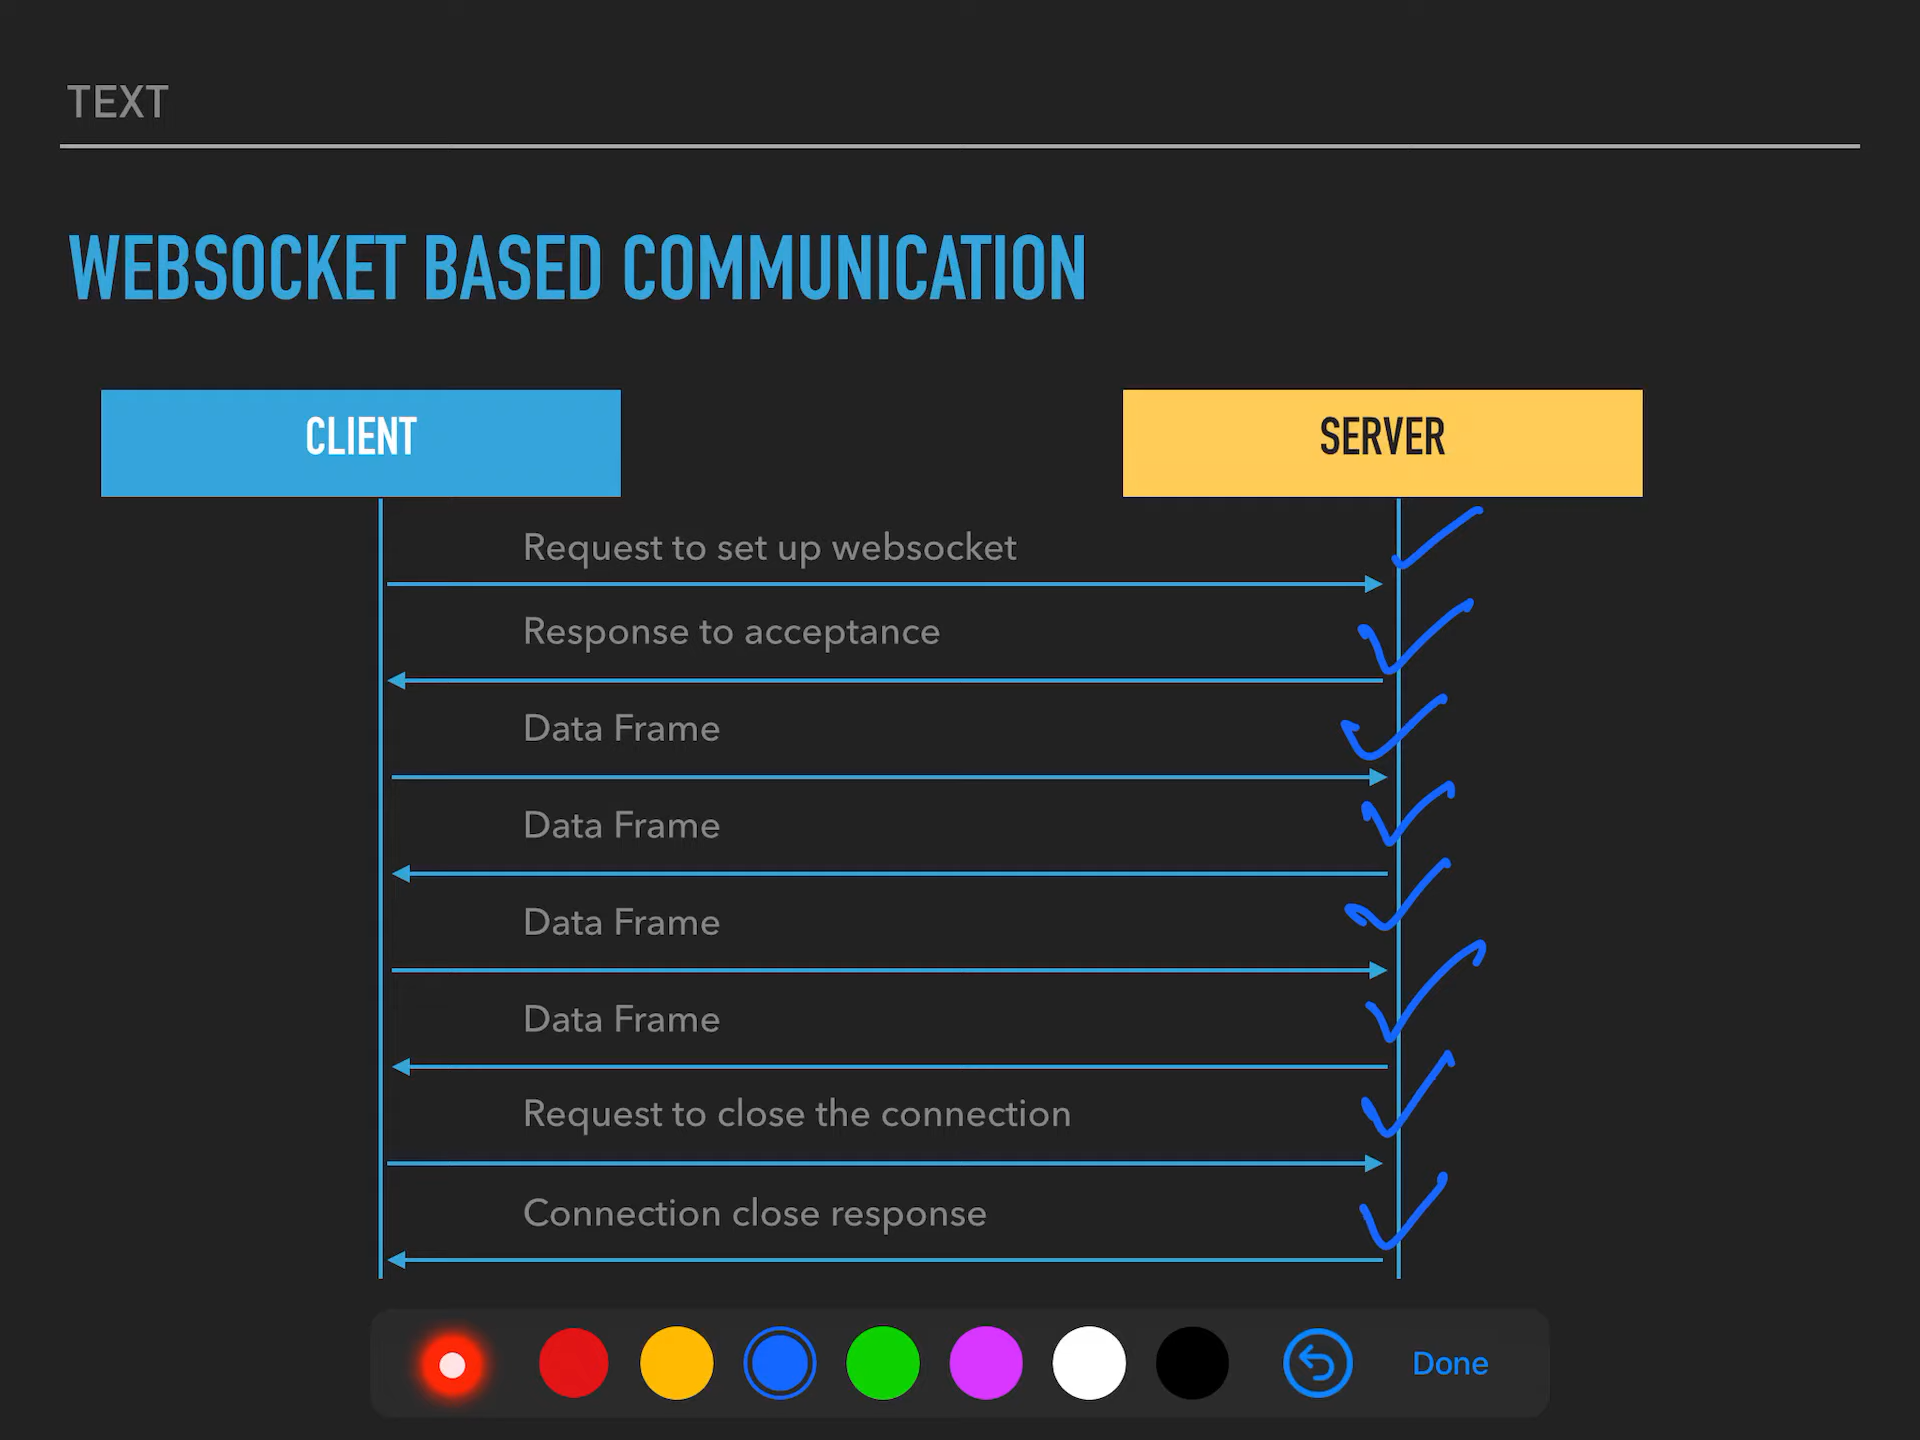 TEXT
WEBSOCKET BASED COMMUNICATION
CLIENT
SERVER
Request to set up websocket
Response to acceptance
Data Frame
Data Frame
Data Frame
Data Frame
Request to close the connection
Connection close response
Done